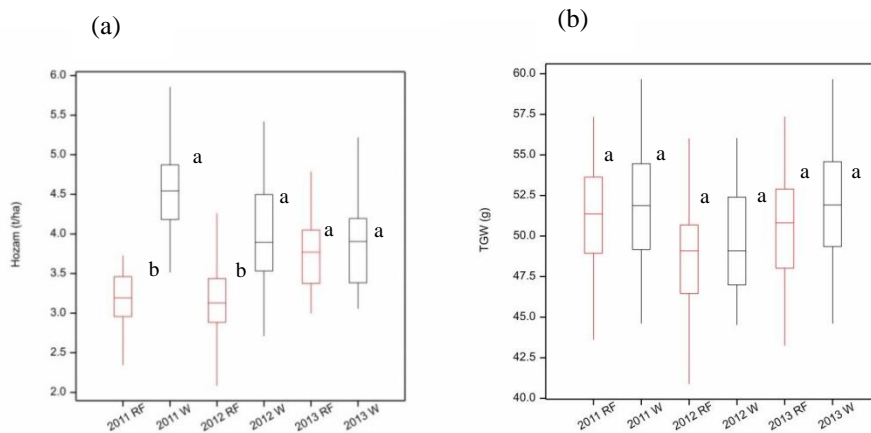 (a)
(b)
Hozam (t/ha)
6.0
5.5
5.0
4.5
4.0
3.5
3.0
2.5
2.0
b
a
b
a
a
a
2011 RF
2011 W
2012 RF
2012 W
2013 RF
2013 W
TGW (g)
60.0
57.5
55.0
52.5
50.0
47.5
45.0
42.5
40.0
a
a
a
a
a
a
2011 RF
2011 W
2012 RF
2012 W
2013 RF
2013 W